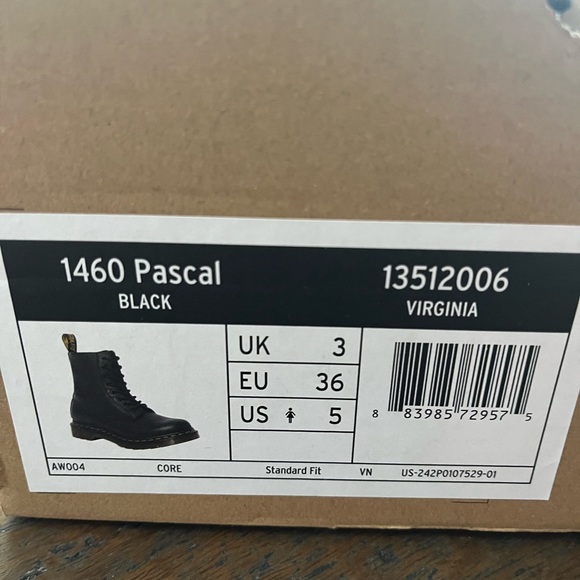 1460 Pascal
BLACK
13512006
VIRGINIA
UK 3
EU 36
US 5
8 83985 72957 5
AW004 CORE Standard Fit VN US-242P0107529-01